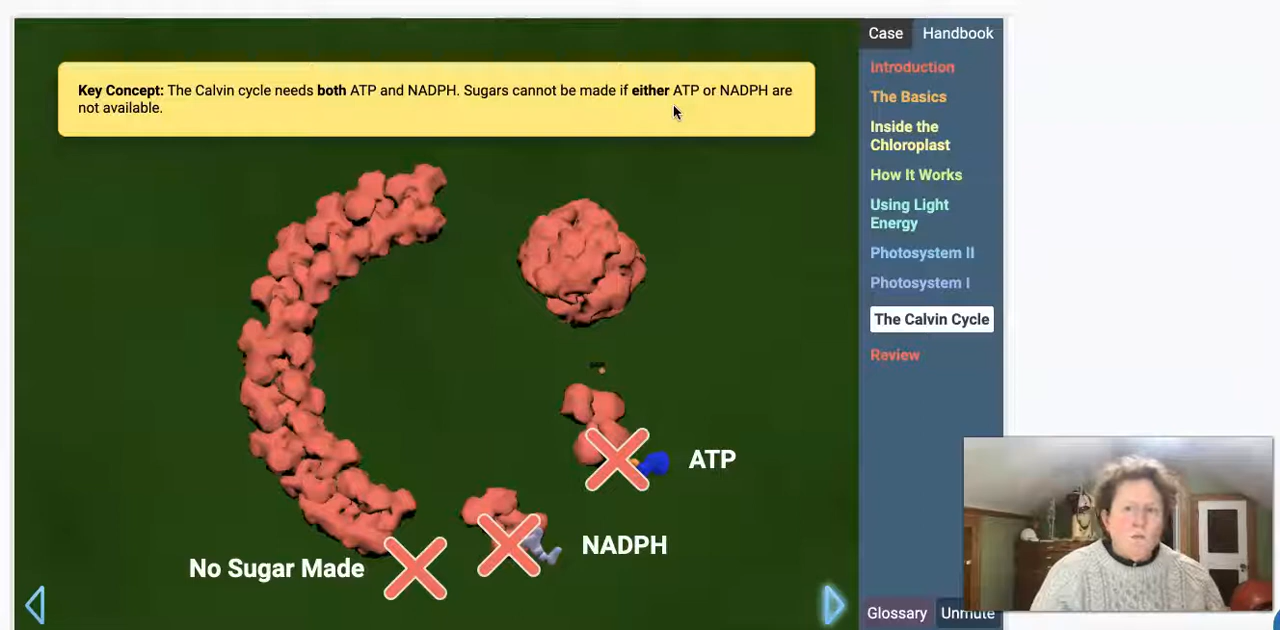 Key Concept: The Calvin cycle needs both ATP and NADPH. Sugars cannot be made if either ATP or NADPH are
not available.
ATP
NADPH
No Sugar Made
Case
Handbook
Introduction
The Basics
Inside the
Chloroplast
How It Works
Using Light
Energy
Photosystem II
Photosystem I
The Calvin Cycle
Review
Glossary
Unmute